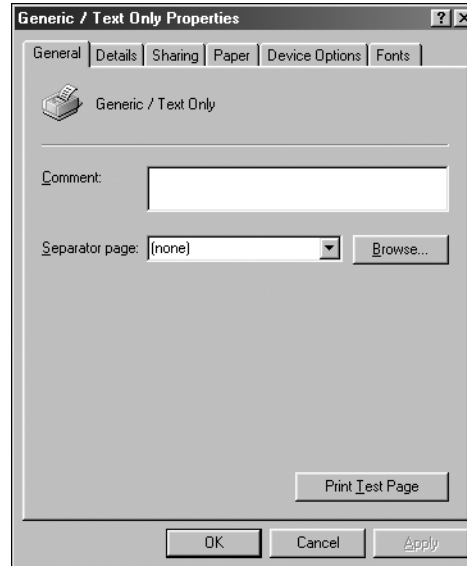 Generic / Text Only Properties ? ×
General Details Sharing Paper Device Options Fonts
Generic / Text Only
Comment:
Separator page: (none) Browse...
Print Test Page
OK Cancel Apply